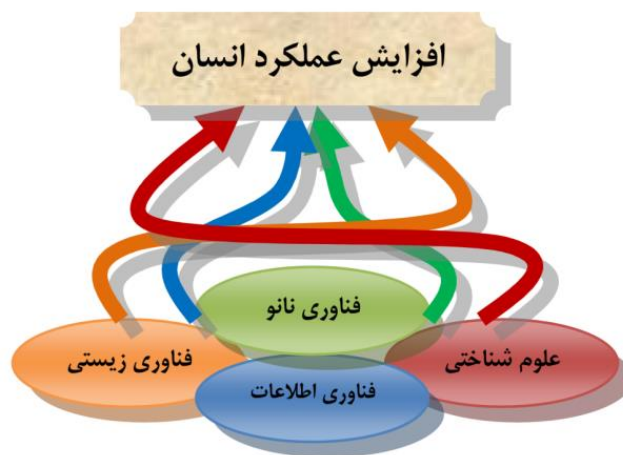 افزایش عملکرد انسان
فناوری نانو
علوم شناختی
فناوری زیستی
فناوری اطلاعات